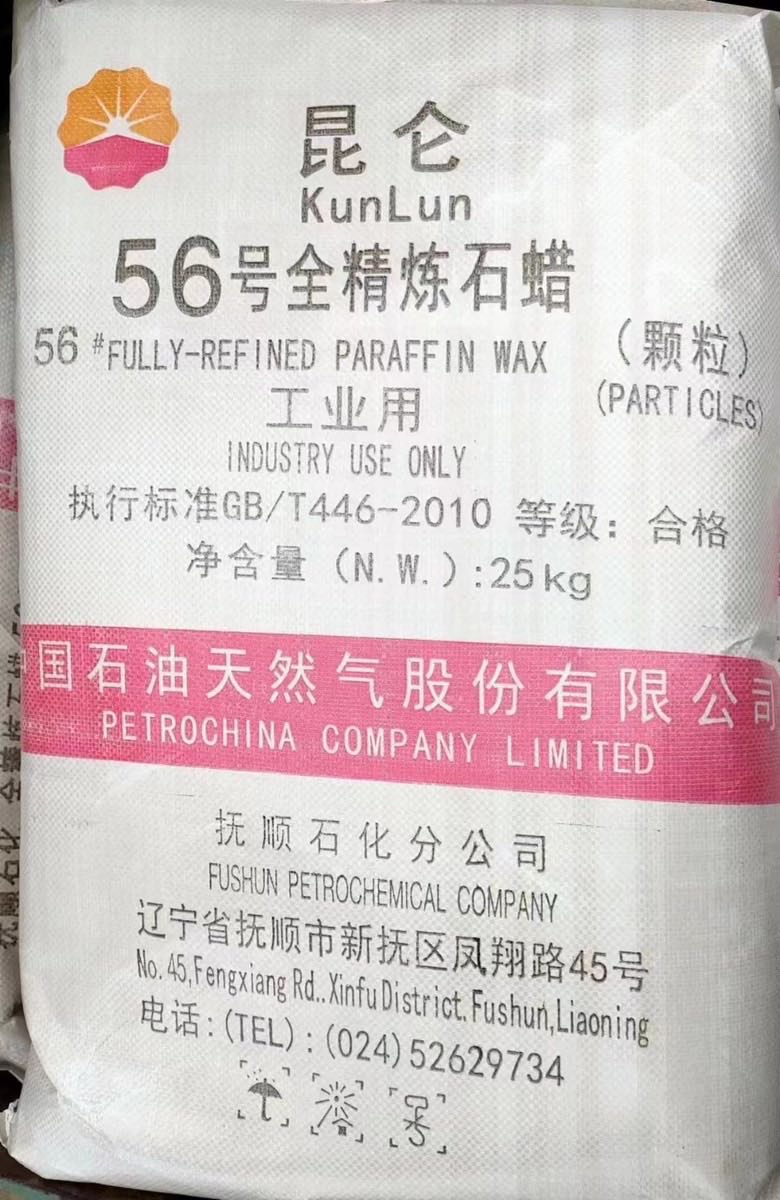 昆仑
KunLun
56号全精炼石蜡
(颗粒)
56 #FULLY-REFINED PARAFFIN WAX
(PARTICLES)
工业用
INDUSTRY USE ONLY
执行标准GB/T446-2010 等级：合格
净含量 (N.W.):25kg
国石油天然气股份有限公司
PETROCHINA COMPANY LIMITED
抚顺石化分公司
FUSHUN PETROCHEMICAL COMPANY
辽宁省抚顺市新抚区凤翔路45号
No.45,Fengxiang Rd..XinfuDistrict.Fushun,Liaoning
电话:(TEL):(024)52629734